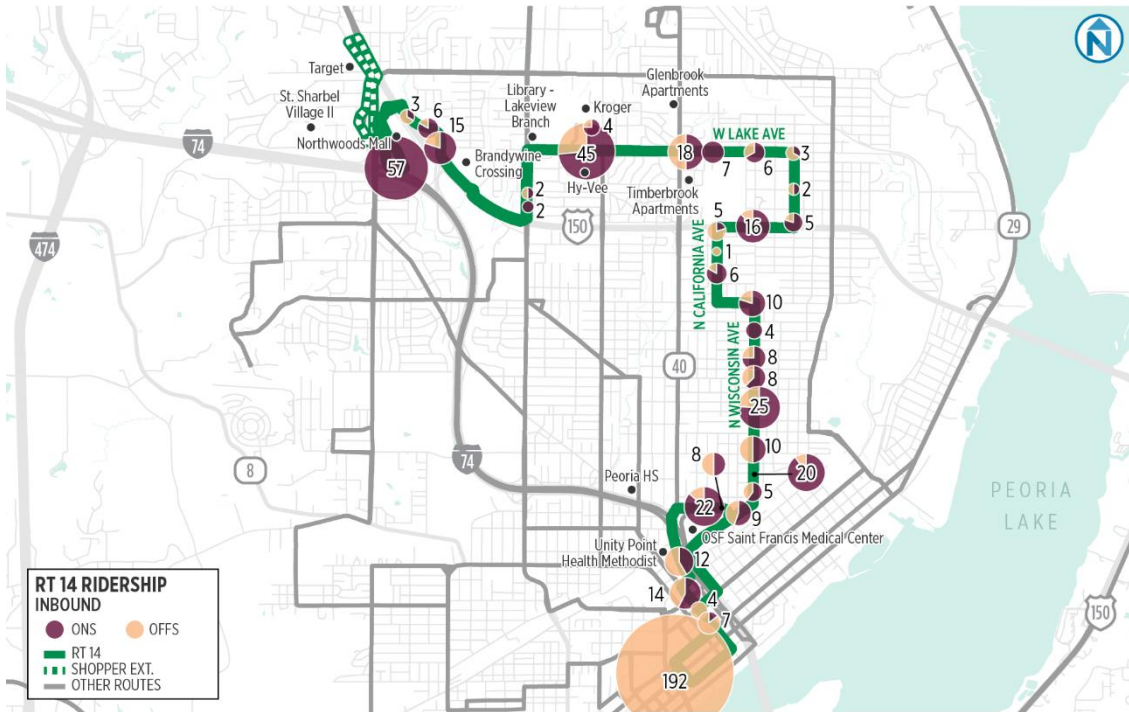 N
Target
St. Sharbel
Village II
Northwoods Mall
74
57
3
6
15
Brandywine
Crossing
Library -
Lakeview
Branch
Kroger
4
45
Hy-Vee
2
2
150
Glenbrook
Apartments
W LAKE AVE
18
7
6
3
Timberbrook
Apartments
2
5
16
5
1
6
N CALIFORNIA AVE
29
474
10
4
8
8
N WISCONSIN AVE
25
40
10
20
8
5
22
9
74
8
Peoria HS
OSF Saint Francis Medical Center
Unity Point
Health Methodist
12
14
4
7
192
PEORIA
LAKE
150
RT 14 RIDERSHIP
INBOUND
ONS
OFFS
RT 14
SHOPPER EXT.
OTHER ROUTES